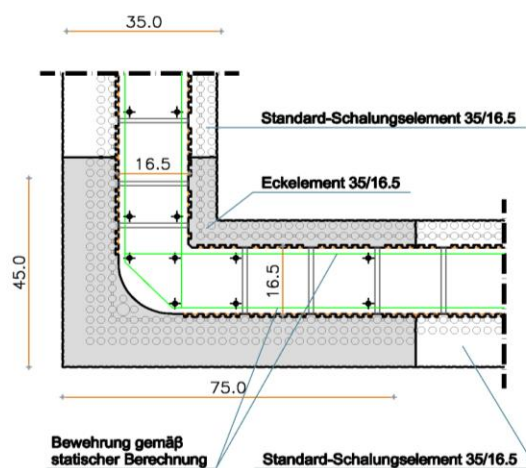 35.0
Standard-Schalungselement 35/16.5
16.5
Eckelement 35/16.5
45.0
16.5
75.0
Bewehrung gemäß
statischer Berechnung
Standard-Schalungselement 35/16.5